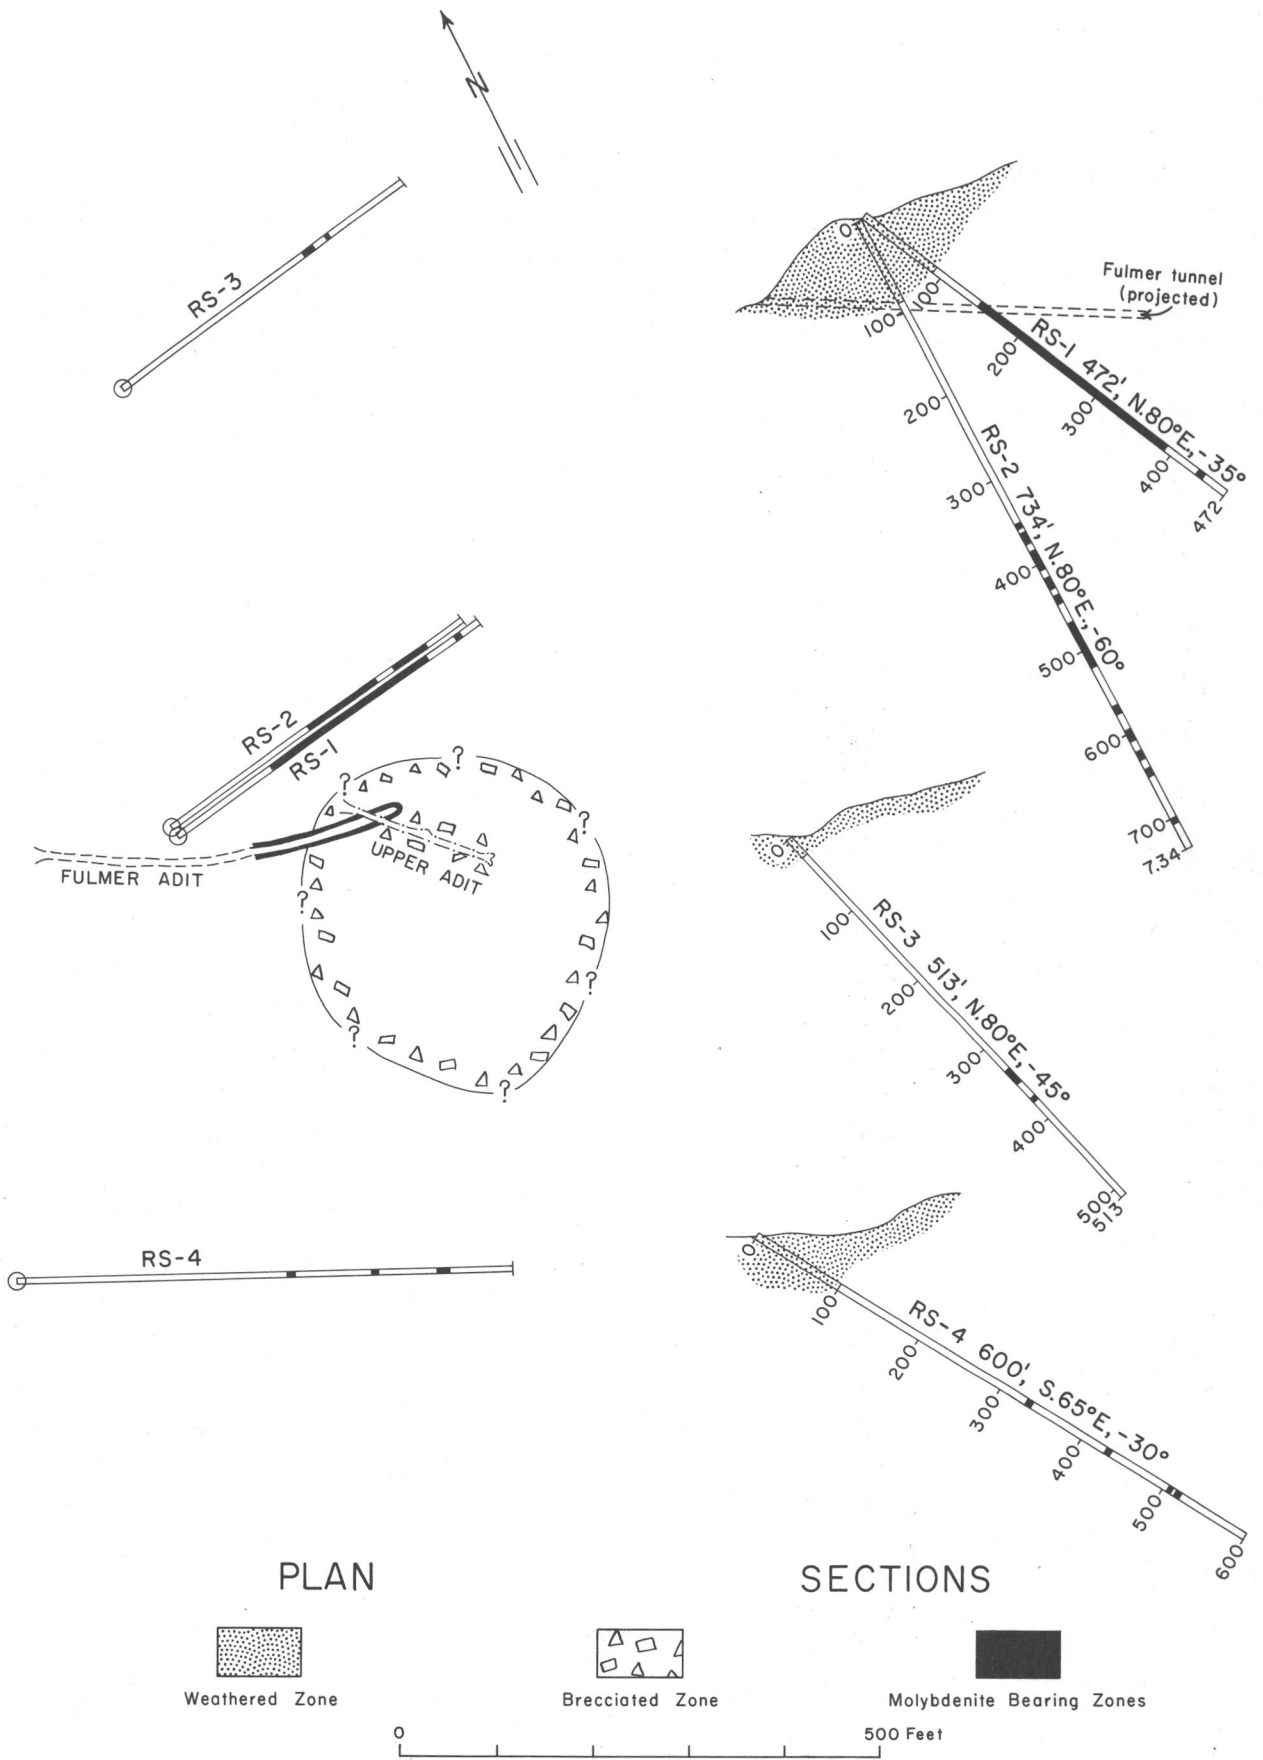 N
RS-3
RS-2
RS-1
FULMER ADIT
UPPER ADIT
?
?
?
?
?
?
?
RS-4
Fulmer tunnel
(projected)
0
100
200
300
400
472
RS-1 472', N.80°E.,-35°
100
200
300
400
500
600
700
734
RS-2 734', N.80°E.,-60°
0
100
200
300
400
500
513
RS-3 513', N.80°E,-45°
0
100
200
300
400
500
600
RS-4 600', S.65°E,-30°
PLAN
SECTIONS
Weathered Zone
Brecciated Zone
Molybdenite Bearing Zones
0
500 Feet